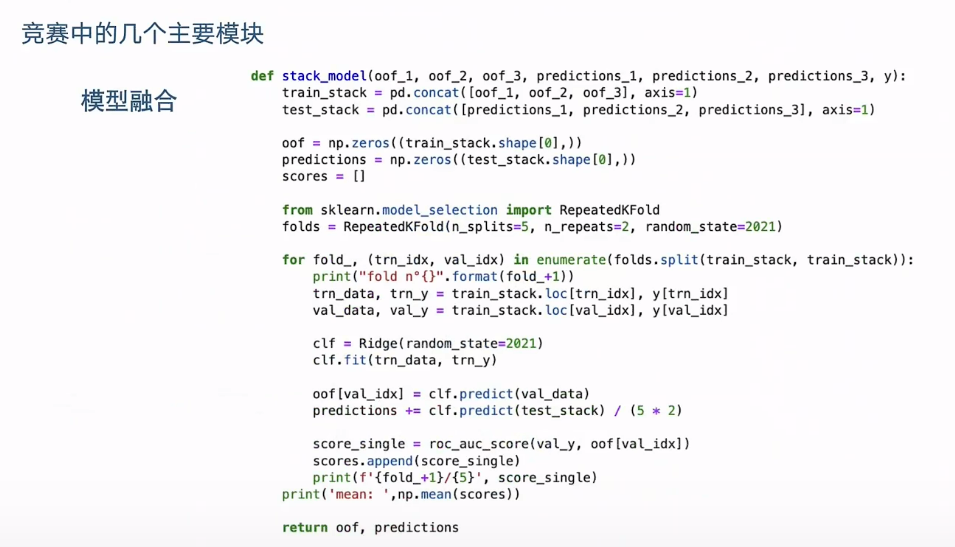 竞赛中的几个主要模块
模型融合
def stack_model(oof_1, oof_2, oof_3, predictions_1, predictions_2, predictions_3, y):
    train_stack = pd.concat([oof_1, oof_2, oof_3], axis=1)
    test_stack = pd.concat([predictions_1, predictions_2, predictions_3], axis=1)

    oof = np.zeros((train_stack.shape[0],))
    predictions = np.zeros((test_stack.shape[0],))
    scores = []

    from sklearn.model_selection import RepeatedKFold
    folds = RepeatedKFold(n_splits=5, n_repeats=2, random_state=2021)

    for fold_, (trn_idx, val_idx) in enumerate(folds.split(train_stack, train_stack)):
        print("fold n°{}".format(fold_+1))
        trn_data, trn_y = train_stack.loc[trn_idx], y[trn_idx]
        val_data, val_y = train_stack.loc[val_idx], y[val_idx]

        clf = Ridge(random_state=2021)
        clf.fit(trn_data, trn_y)

        oof[val_idx] = clf.predict(val_data)
        predictions += clf.predict(test_stack) / (5 * 2)

        score_single = roc_auc_score(val_y, oof[val_idx])
        scores.append(score_single)
        print(f'{fold_+1}/{5}', score_single)
    print('mean: ',np.mean(scores))

    return oof, predictions